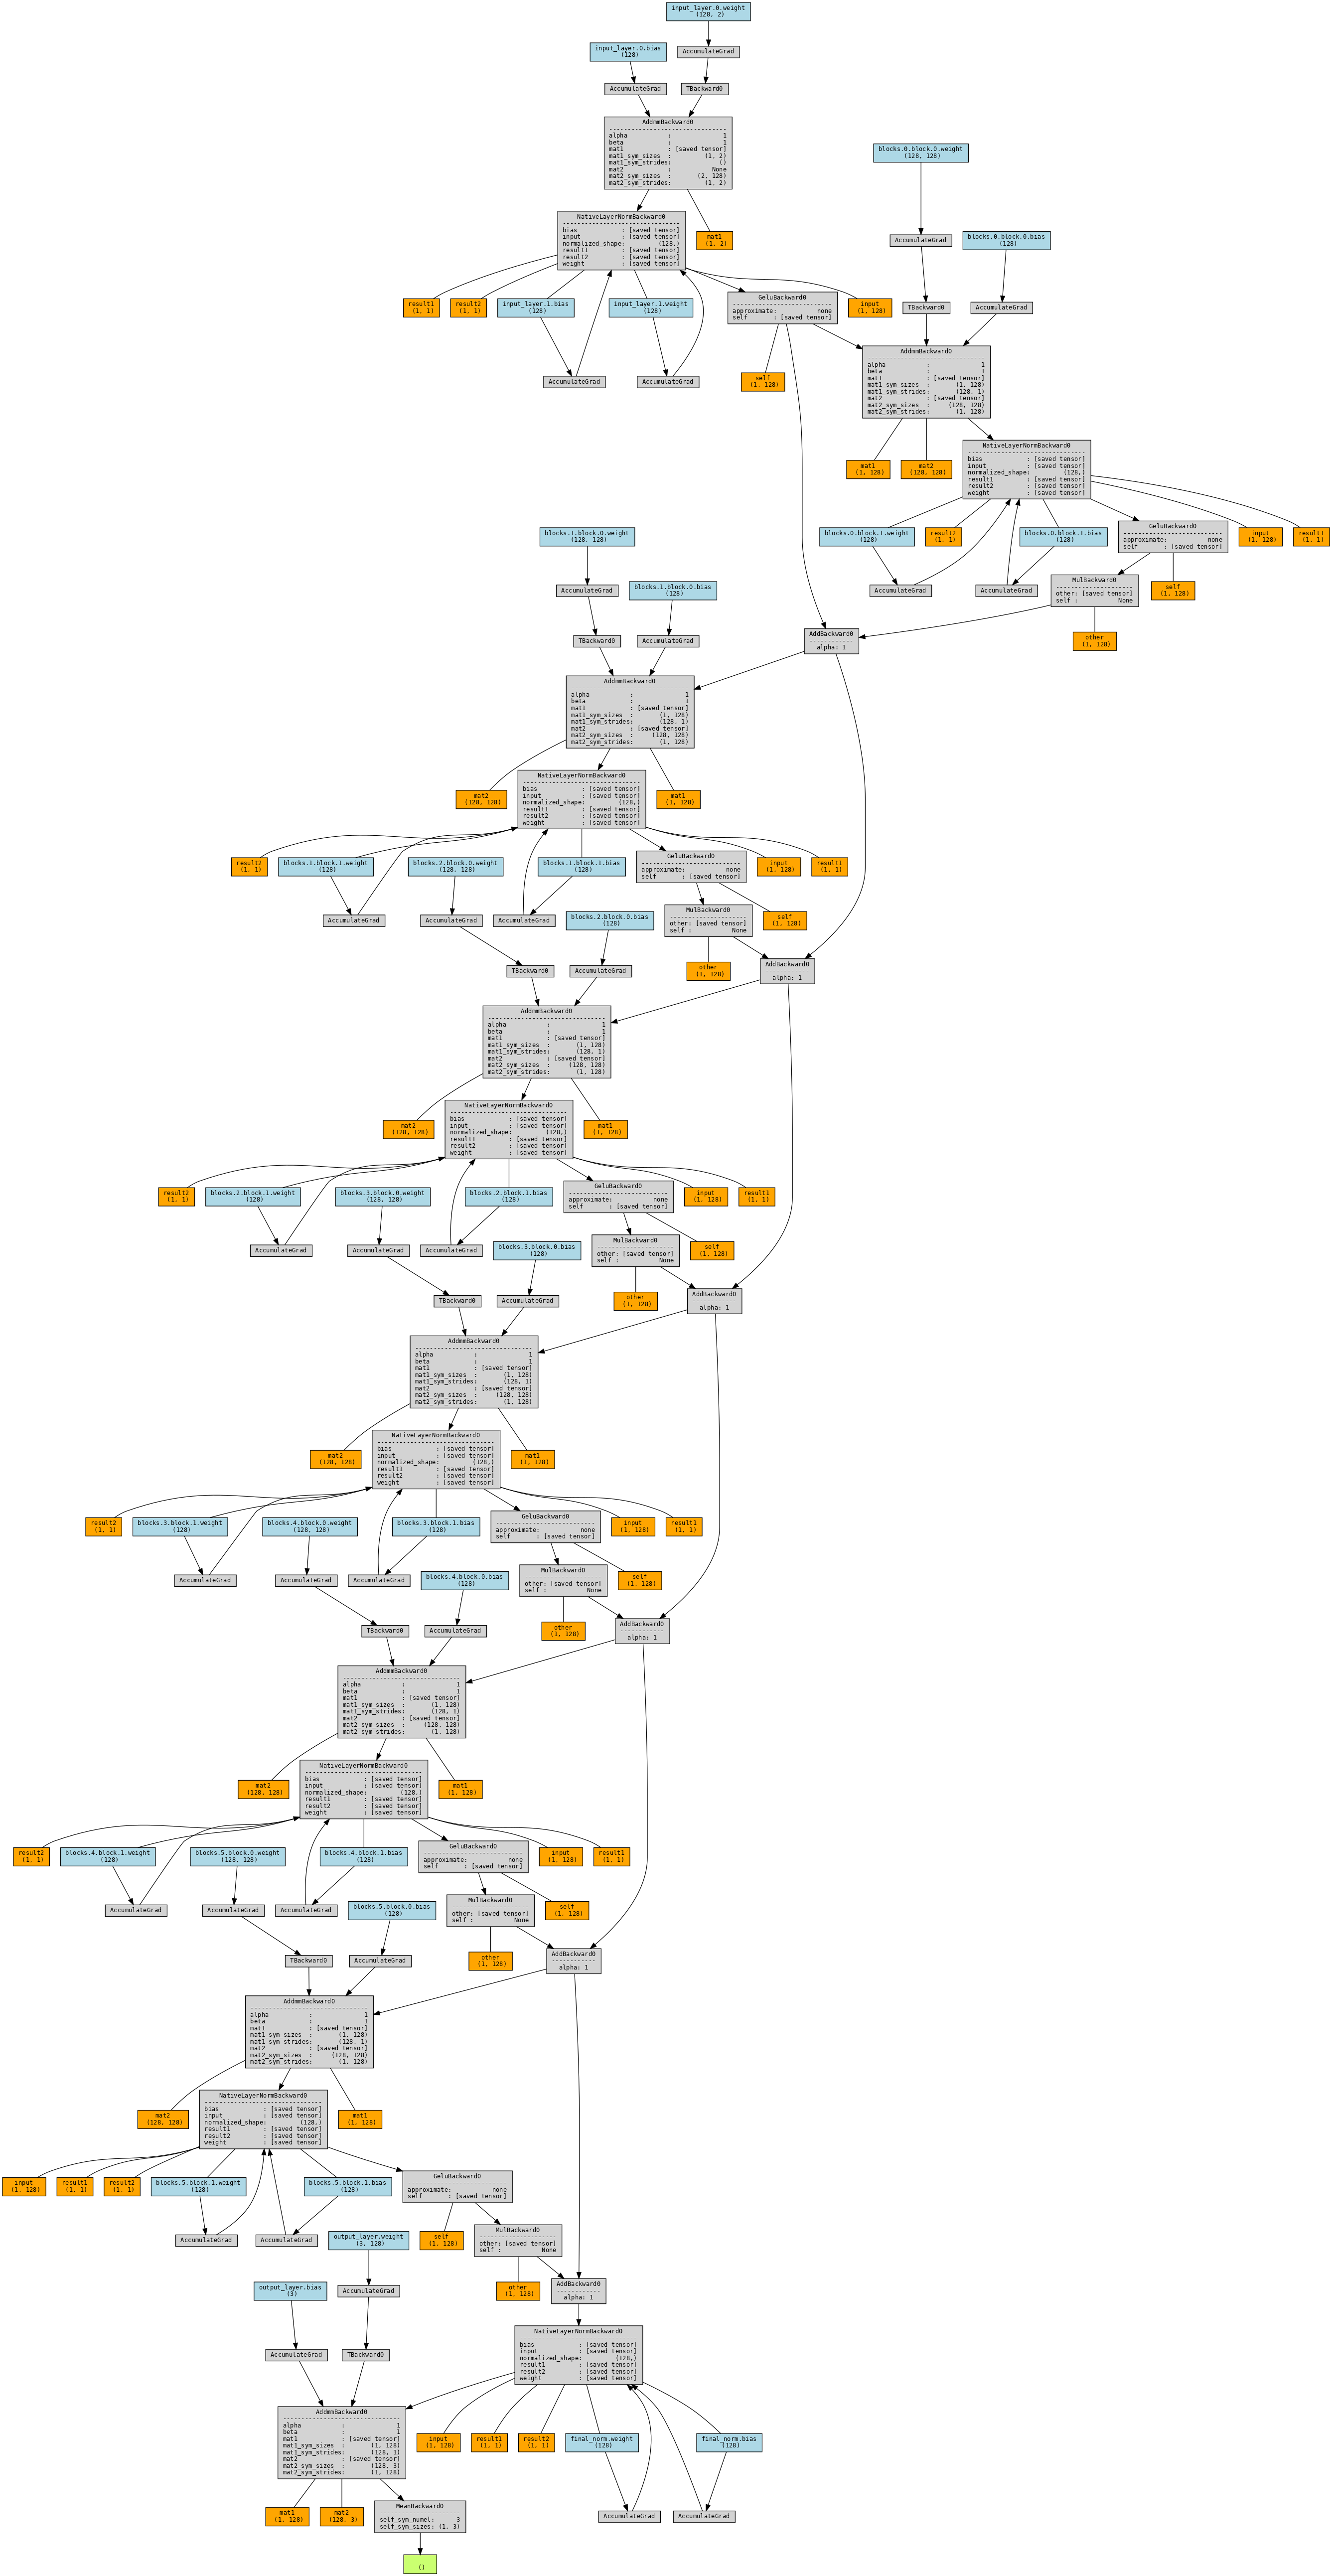 input_layer.0.weight
(128, 2)
input_layer.0.bias
(128)
AccumulateGrad
AccumulateGrad
TBackward0
AddmmBackward0
------------------------------
alpha           :              1
beta            :              1
mat1            : [saved tensor]
mat1_sym_sizes  :         (1, 2)
mat1_sym_strides:             ()
mat2            :           None
mat2_sym_sizes  :       (2, 128)
mat2_sym_strides:         (1, 2)
blocks.0.block.0.weight
(128, 128)
NativeLayerNormBackward0
------------------------------
bias            : [saved tensor]
input           : [saved tensor]
normalized_shape:         (128,)
result1         : [saved tensor]
result2         : [saved tensor]
weight          : [saved tensor]
mat1
(1, 2)
AccumulateGrad
blocks.0.block.0.bias
(128)
result1
(1, 1)
result2
(1, 1)
input_layer.1.bias
(128)
input_layer.1.weight
(128)
GeluBackward0
--------------------------
approximate:           none
self       : [saved tensor]
input
(1, 128)
TBackward0
AccumulateGrad
AccumulateGrad
AccumulateGrad
self
(1, 128)
AddmmBackward0
------------------------------
alpha           :              1
beta            :              1
mat1            : [saved tensor]
mat1_sym_sizes  :       (1, 128)
mat1_sym_strides:       (128, 1)
mat2            : [saved tensor]
mat2_sym_sizes  :     (128, 128)
mat2_sym_strides:       (1, 128)
mat1
(1, 128)
mat2
(128, 128)
NativeLayerNormBackward0
------------------------------
bias            : [saved tensor]
input           : [saved tensor]
normalized_shape:         (128,)
result1         : [saved tensor]
result2         : [saved tensor]
weight          : [saved tensor]
blocks.1.block.0.weight
(128, 128)
blocks.0.block.1.weight
(128)
result2
(1, 1)
blocks.0.block.1.bias
(128)
GeluBackward0
--------------------------
approximate:           none
self       : [saved tensor]
input
(1, 128)
result1
(1, 1)
AccumulateGrad
blocks.1.block.0.bias
(128)
AccumulateGrad
AccumulateGrad
MulBackward0
---------------------
other: [saved tensor]
self :           None
self
(1, 128)
TBackward0
AccumulateGrad
AddBackward0
------------
alpha: 1
other
(1, 128)
AddmmBackward0
------------------------------
alpha           :              1
beta            :              1
mat1            : [saved tensor]
mat1_sym_sizes  :       (1, 128)
mat1_sym_strides:       (128, 1)
mat2            : [saved tensor]
mat2_sym_sizes  :     (128, 128)
mat2_sym_strides:       (1, 128)
mat2
(128, 128)
NativeLayerNormBackward0
------------------------------
bias            : [saved tensor]
input           : [saved tensor]
normalized_shape:         (128,)
result1         : [saved tensor]
result2         : [saved tensor]
weight          : [saved tensor]
mat1
(1, 128)
result2
(1, 1)
blocks.1.block.1.weight
(128)
blocks.2.block.0.weight
(128, 128)
blocks.1.block.1.bias
(128)
GeluBackward0
--------------------------
approximate:           none
self       : [saved tensor]
input
(1, 128)
result1
(1, 1)
AccumulateGrad
AccumulateGrad
AccumulateGrad
blocks.2.block.0.bias
(128)
MulBackward0
---------------------
other: [saved tensor]
self :           None
self
(1, 128)
TBackward0
AccumulateGrad
other
(1, 128)
AddBackward0
------------
alpha: 1
AddmmBackward0
------------------------------
alpha           :              1
beta            :              1
mat1            : [saved tensor]
mat1_sym_sizes  :       (1, 128)
mat1_sym_strides:       (128, 1)
mat2            : [saved tensor]
mat2_sym_sizes  :     (128, 128)
mat2_sym_strides:       (1, 128)
mat2
(128, 128)
NativeLayerNormBackward0
------------------------------
bias            : [saved tensor]
input           : [saved tensor]
normalized_shape:         (128,)
result1         : [saved tensor]
result2         : [saved tensor]
weight          : [saved tensor]
mat1
(1, 128)
result2
(1, 1)
blocks.2.block.1.weight
(128)
blocks.3.block.0.weight
(128, 128)
blocks.2.block.1.bias
(128)
GeluBackward0
--------------------------
approximate:           none
self       : [saved tensor]
input
(1, 128)
result1
(1, 1)
AccumulateGrad
AccumulateGrad
AccumulateGrad
blocks.3.block.0.bias
(128)
MulBackward0
---------------------
other: [saved tensor]
self :           None
self
(1, 128)
TBackward0
AccumulateGrad
other
(1, 128)
AddBackward0
------------
alpha: 1
AddmmBackward0
------------------------------
alpha           :              1
beta            :              1
mat1            : [saved tensor]
mat1_sym_sizes  :       (1, 128)
mat1_sym_strides:       (128, 1)
mat2            : [saved tensor]
mat2_sym_sizes  :     (128, 128)
mat2_sym_strides:       (1, 128)
mat2
(128, 128)
NativeLayerNormBackward0
------------------------------
bias            : [saved tensor]
input           : [saved tensor]
normalized_shape:         (128,)
result1         : [saved tensor]
result2         : [saved tensor]
weight          : [saved tensor]
mat1
(1, 128)
result2
(1, 1)
blocks.3.block.1.weight
(128)
blocks.4.block.0.weight
(128, 128)
blocks.3.block.1.bias
(128)
GeluBackward0
--------------------------
approximate:           none
self       : [saved tensor]
input
(1, 128)
result1
(1, 1)
AccumulateGrad
AccumulateGrad
AccumulateGrad
blocks.4.block.0.bias
(128)
MulBackward0
---------------------
other: [saved tensor]
self :           None
self
(1, 128)
TBackward0
AccumulateGrad
other
(1, 128)
AddBackward0
------------
alpha: 1
AddmmBackward0
------------------------------
alpha           :              1
beta            :              1
mat1            : [saved tensor]
mat1_sym_sizes  :       (1, 128)
mat1_sym_strides:       (128, 1)
mat2            : [saved tensor]
mat2_sym_sizes  :     (128, 128)
mat2_sym_strides:       (1, 128)
mat2
(128, 128)
NativeLayerNormBackward0
------------------------------
bias            : [saved tensor]
input           : [saved tensor]
normalized_shape:         (128,)
result1         : [saved tensor]
result2         : [saved tensor]
weight          : [saved tensor]
mat1
(1, 128)
result2
(1, 1)
blocks.4.block.1.weight
(128)
blocks.5.block.0.weight
(128, 128)
blocks.4.block.1.bias
(128)
GeluBackward0
--------------------------
approximate:           none
self       : [saved tensor]
input
(1, 128)
result1
(1, 1)
AccumulateGrad
AccumulateGrad
AccumulateGrad
blocks.5.block.0.bias
(128)
MulBackward0
---------------------
other: [saved tensor]
self :           None
self
(1, 128)
TBackward0
AccumulateGrad
other
(1, 128)
AddBackward0
------------
alpha: 1
AddmmBackward0
------------------------------
alpha           :              1
beta            :              1
mat1            : [saved tensor]
mat1_sym_sizes  :       (1, 128)
mat1_sym_strides:       (128, 1)
mat2            : [saved tensor]
mat2_sym_sizes  :     (128, 128)
mat2_sym_strides:       (1, 128)
mat2
(128, 128)
NativeLayerNormBackward0
------------------------------
bias            : [saved tensor]
input           : [saved tensor]
normalized_shape:         (128,)
result1         : [saved tensor]
result2         : [saved tensor]
weight          : [saved tensor]
mat1
(1, 128)
input
(1, 128)
result1
(1, 1)
result2
(1, 1)
blocks.5.block.1.weight
(128)
blocks.5.block.1.bias
(128)
GeluBackward0
--------------------------
approximate:           none
self       : [saved tensor]
AccumulateGrad
AccumulateGrad
output_layer.weight
(3, 128)
self
(1, 128)
MulBackward0
---------------------
other: [saved tensor]
self :           None
output_layer.bias
(3)
AccumulateGrad
other
(1, 128)
AddBackward0
------------
alpha: 1
AccumulateGrad
TBackward0
NativeLayerNormBackward0
------------------------------
bias            : [saved tensor]
input           : [saved tensor]
normalized_shape:         (128,)
result1         : [saved tensor]
result2         : [saved tensor]
weight          : [saved tensor]
AddmmBackward0
------------------------------
alpha           :              1
beta            :              1
mat1            : [saved tensor]
mat1_sym_sizes  :       (1, 128)
mat1_sym_strides:       (128, 1)
mat2            : [saved tensor]
mat2_sym_sizes  :       (128, 3)
mat2_sym_strides:       (1, 128)
input
(1, 128)
result1
(1, 1)
result2
(1, 1)
final_norm.weight
(128)
final_norm.bias
(128)
mat1
(1, 128)
mat2
(128, 3)
MeanBackward0
----------------------
self_sym_numel:      3
self_sym_sizes: (1, 3)
AccumulateGrad
AccumulateGrad
()